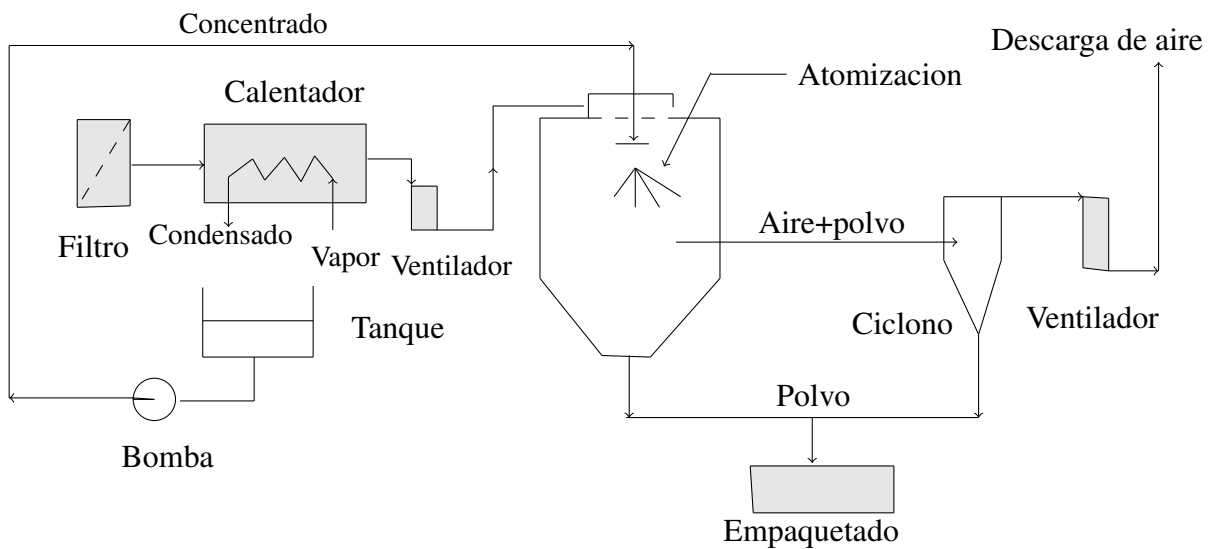 Concentrado
Descarga de aire
Calentador
Atomizacion
Filtro
Condensado
Vapor
Ventilador
Aire+polvo
Tanque
Ciclono
Ventilador
Polvo
Bomba
Empaquetado